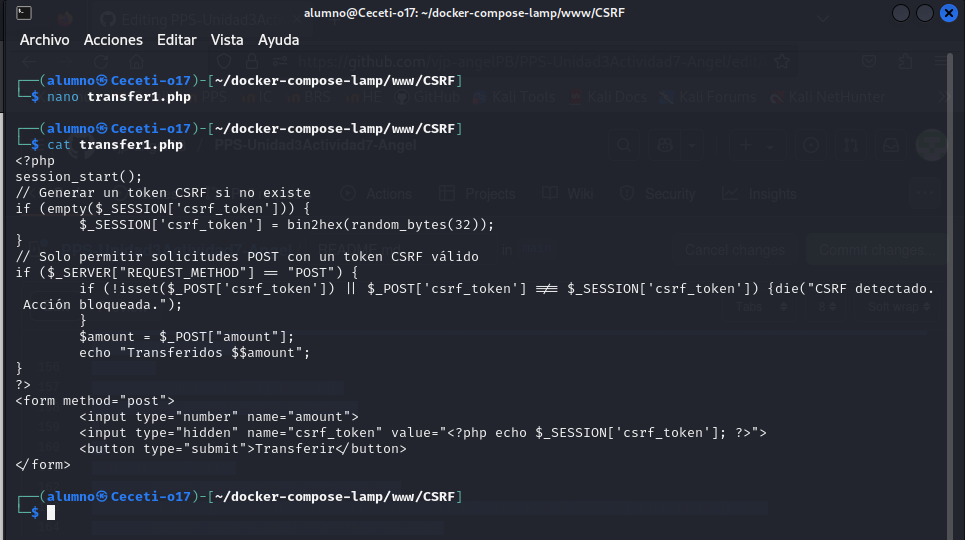 alumno@Ceceti-o17: ~/docker-compose-lamp/www/CSRF
Archivo Acciones Editar Vista Ayuda
┌──(alumno㉿Ceceti-o17)-[~/docker-compose-lamp/www/CSRF]
└─$ nano transfer1.php
┌──(alumno㉿Ceceti-o17)-[~/docker-compose-lamp/www/CSRF]
└─$ cat transfer1.php
<?php
session_start();
// Generar un token CSRF si no existe
if (empty($_SESSION['csrf_token'])) {
        $_SESSION['csrf_token'] = bin2hex(random_bytes(32));
}
// Solo permitir solicitudes POST con un token CSRF válido
if ($_SERVER["REQUEST_METHOD"] == "POST") {
        if (!isset($_POST['csrf_token']) || $_POST['csrf_token'] !== $_SESSION['csrf_token']) {die("CSRF detectado.
 Acción bloqueada.");
        }
        $amount = $_POST["amount"];
        echo "Transferidos $$amount";
}
?>
<form method="post">
        <input type="number" name="amount">
        <input type="hidden" name="csrf_token" value="<?php echo $_SESSION['csrf_token']; ?>">
        <button type="submit">Transferir</button>
</form>
┌──(alumno㉿Ceceti-o17)-[~/docker-compose-lamp/www/CSRF]
└─$